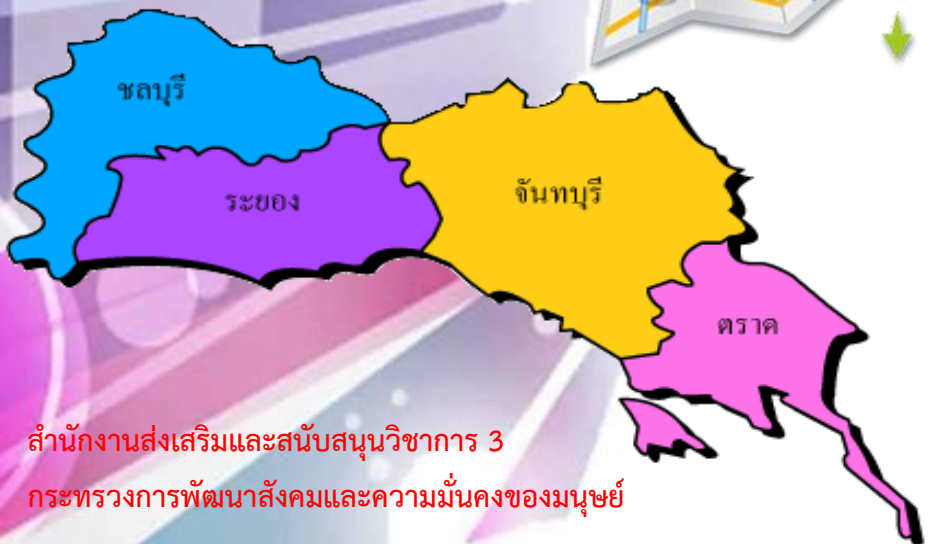 ชลบุรี
ระยอง
จันทบุรี
ตราด
สำนักงานส่งเสริมและสนับสนุนวิชาการ 3
กระทรวงการพัฒนาสังคมและความมั่นคงของมนุษย์